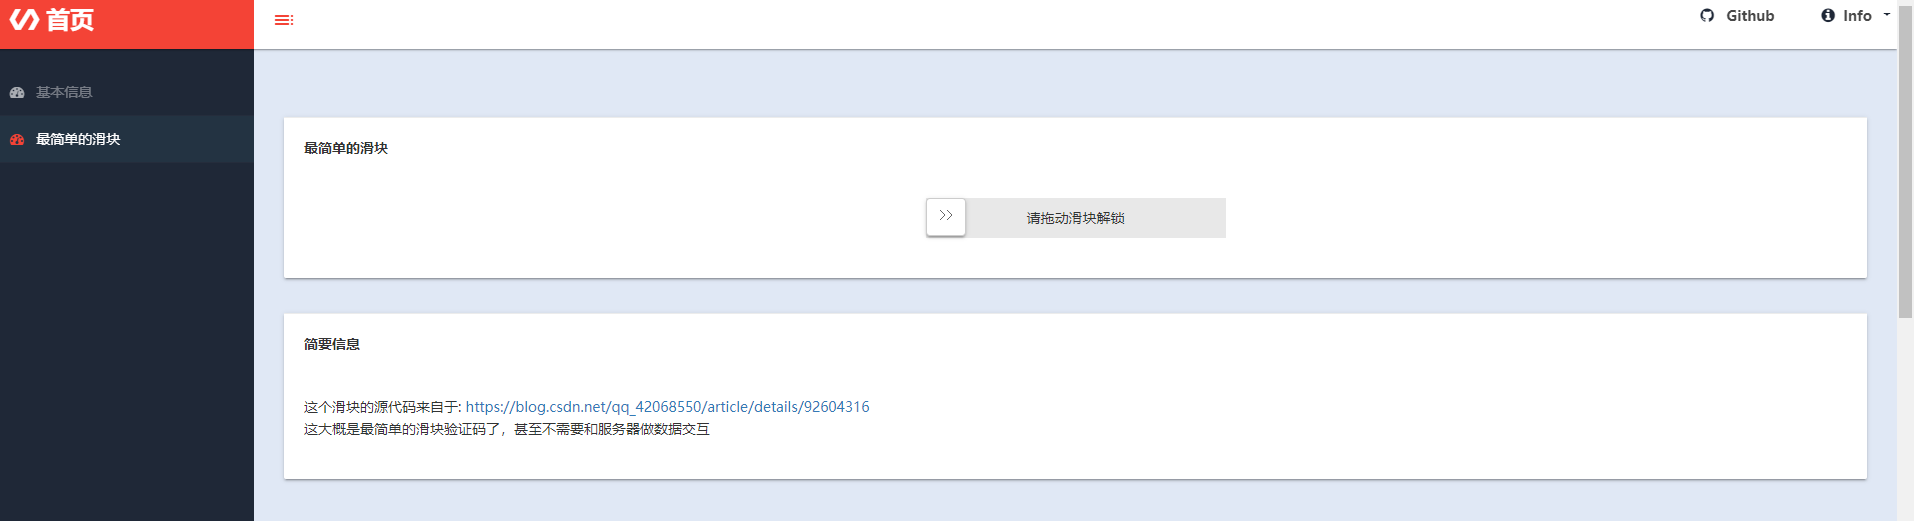 首页
Github
Info
基本信息
最简单的滑块
最简单的滑块
请拖动滑块解锁
简要信息
这个滑块的源代码来自于: https://blog.csdn.net/qq_42068550/article/details/92604316
这大概是最简单的滑块验证码了，甚至不需要和服务器做数据交互